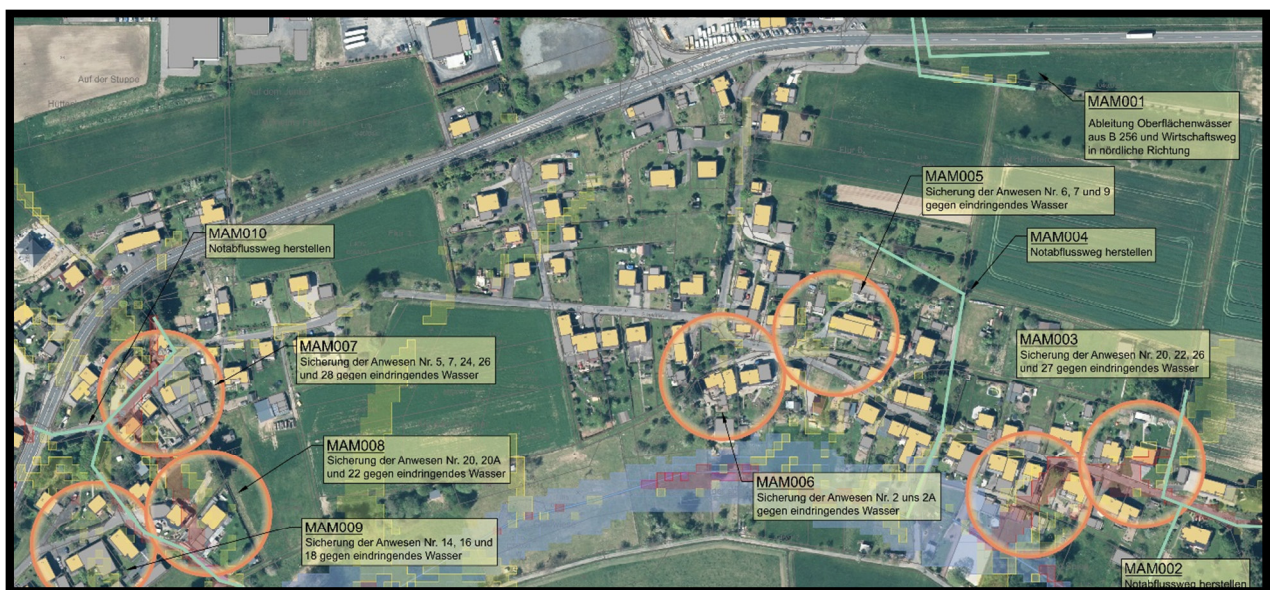 Auf der Stuppe
MAM001
Ableitung Oberflächenwässer
aus B 256 und Wirtschaftsweg
in nördliche Richtung
MAM005
Sicherung der Anwesen Nr. 6, 7 und 9
gegen eindringendes Wasser
MAM010
Notabflussweg herstellen
MAM004
Notabflussweg herstellen
MAM003
Sicherung der Anwesen Nr. 20, 22, 26
und 27 gegen eindringendes Wasser
MAM007
Sicherung der Anwesen Nr. 5, 7, 24, 26
und 28 gegen eindringendes Wasser
MAM008
Sicherung der Anwesen Nr. 20, 20A
und 22 gegen eindringendes Wasser
MAM006
Sicherung der Anwesen Nr. 2 uns 2A
gegen eindringendes Wasser
MAM009
Sicherung der Anwesen Nr. 14, 16 und
18 gegen eindringendes Wasser
MAM002
Notabflussweg herstellen